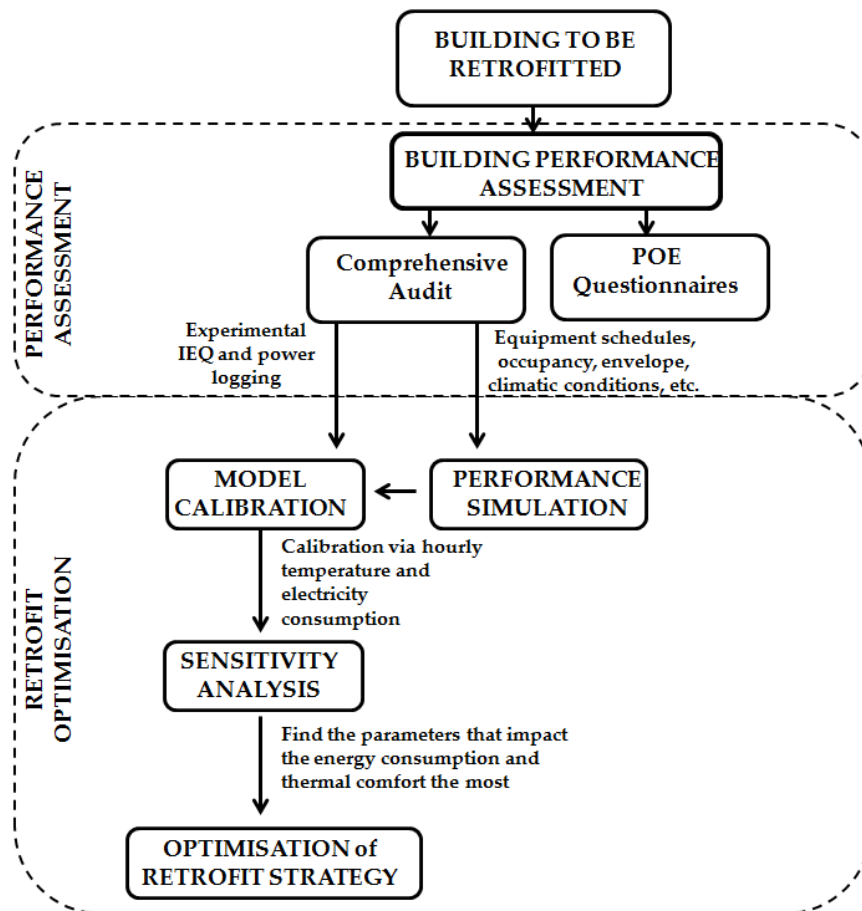 BUILDING TO BE
RETROFITTED
PERFORMANCE
ASSESSMENT
BUILDING PERFORMANCE
ASSESSMENT
Comprehensive
Audit
POE
Questionnaires
Experimental
IEQ and power
logging
Equipment schedules,
occupancy, envelope,
climatic conditions, etc.
RETROFIT
OPTIMISATION
MODEL
CALIBRATION
PERFORMANCE
SIMULATION
Calibration via hourly
temperature and
electricity
consumption
SENSITIVITY
ANALYSIS
Find the parameters that impact
the energy consumption and
thermal comfort the most
OPTIMISATION of
RETROFIT STRATEGY